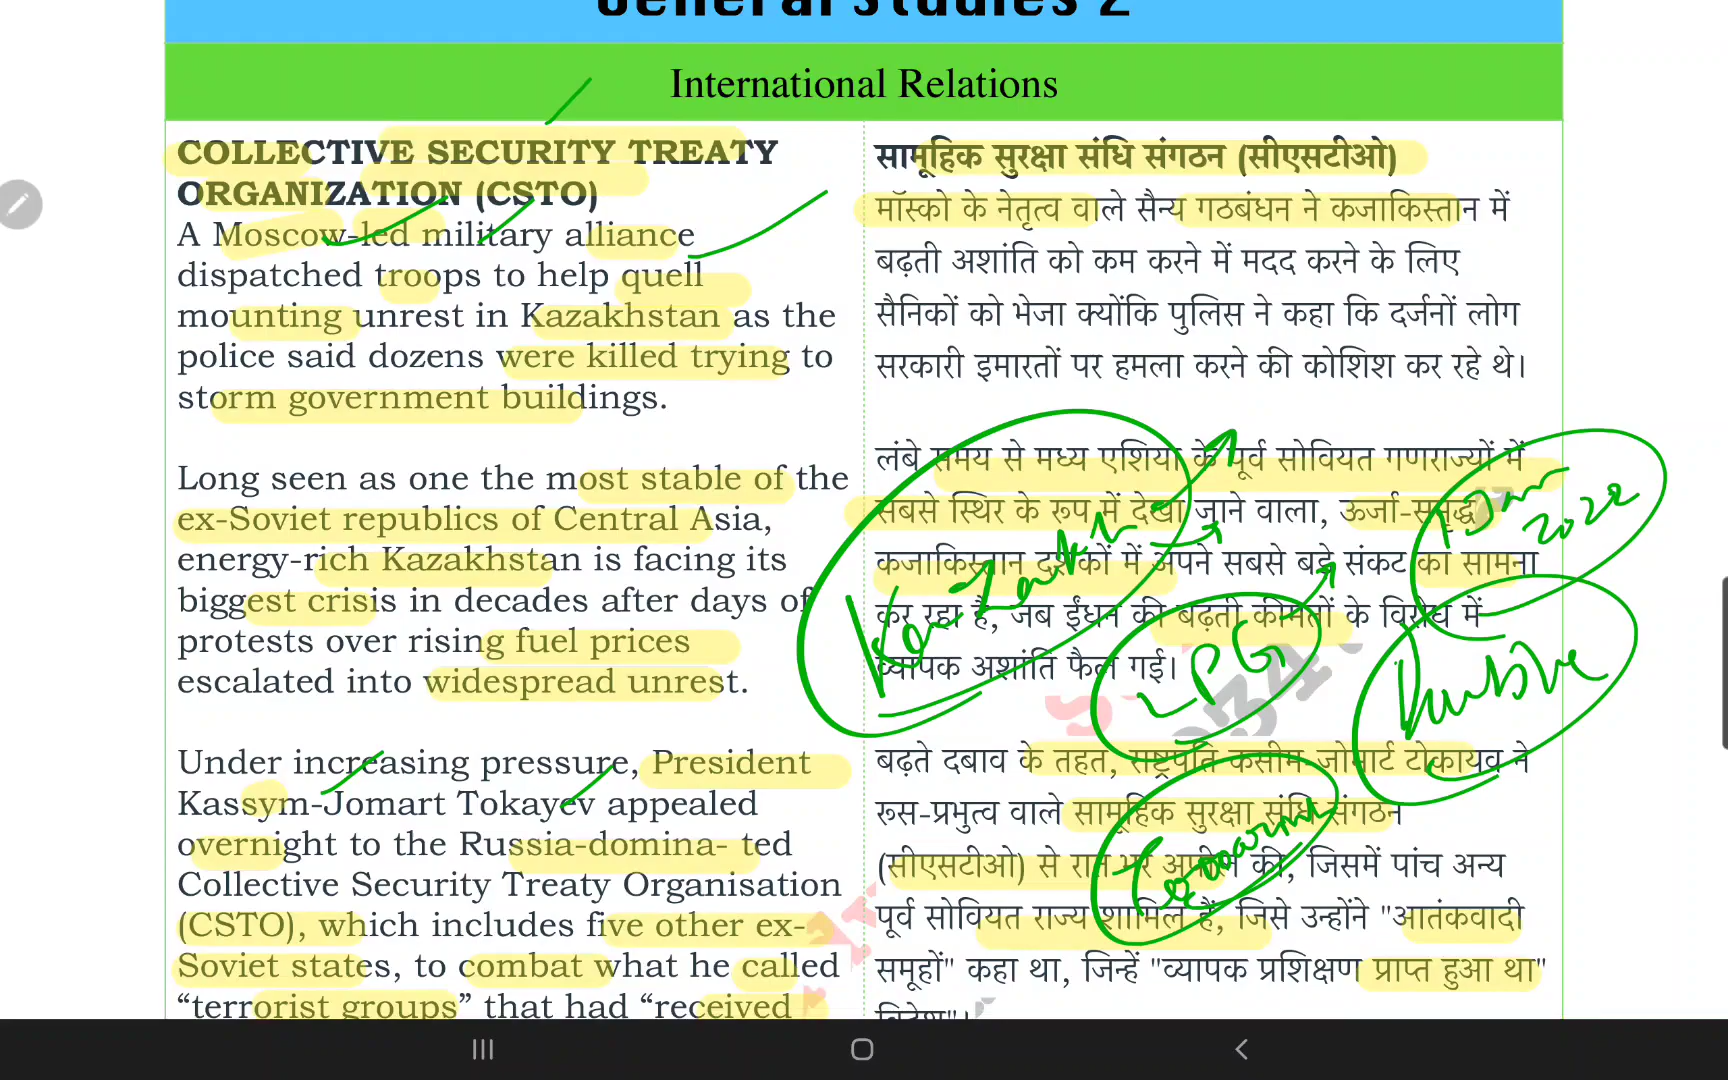 General Studies 2
International Relations
COLLECTIVE SECURITY TREATY
ORGANIZATION (CSTO)
A Moscow-led military alliance
dispatched troops to help quell
mounting unrest in Kazakhstan as the
police said dozens were killed trying to
storm government buildings.
Long seen as one the most stable of the
ex-Soviet republics of Central Asia,
energy-rich Kazakhstan is facing its
biggest crisis in decades after days of
protests over rising fuel prices
escalated into widespread unrest.
Under increasing pressure, President
Kassym-Jomart Tokayev appealed
overnight to the Russia-domina- ted
Collective Security Treaty Organisation
(CSTO), which includes five other ex-
Soviet states, to combat what he called
“terrorist groups” that had “received
सामूहिक सुरक्षा संधि संगठन (सीएसटीओ)
मॉस्को के नेतृत्व वाले सैन्य गठबंधन ने कजाकिस्तान में
बढ़ती अशांति को कम करने में मदद करने के लिए
सैनिकों को भेजा क्योंकि पुलिस ने कहा कि दर्जनों लोग
सरकारी इमारतों पर हमला करने की कोशिश कर रहे थे।
लंबे समय से मध्य एशिया के पूर्व सोवियत गणराज्यों में
सबसे स्थिर के रूप में देखा जाने वाला, ऊर्जा-समृद्ध
कजाकिस्तान दशकों में अपने सबसे बड़े संकट का सामना
कर रहा है, जब ईंधन की बढ़ती कीमतों के विरोध में
व्यापक अशांति फैल गई।
बढ़ते दबाव के तहत, राष्ट्रपति कसीम-जोमार्ट टोकायव ने
रूस-प्रभुत्व वाले सामूहिक सुरक्षा संधि संगठन
(सीएसटीओ) से रात भर अपील की, जिसमें पांच अन्य
पूर्व सोवियत राज्य शामिल हैं, जिसे उन्होंने "आतंकवादी
समूहों" कहा था, जिन्हें "व्यापक प्रशिक्षण प्राप्त हुआ था"
विदेश"।
2022
LPG